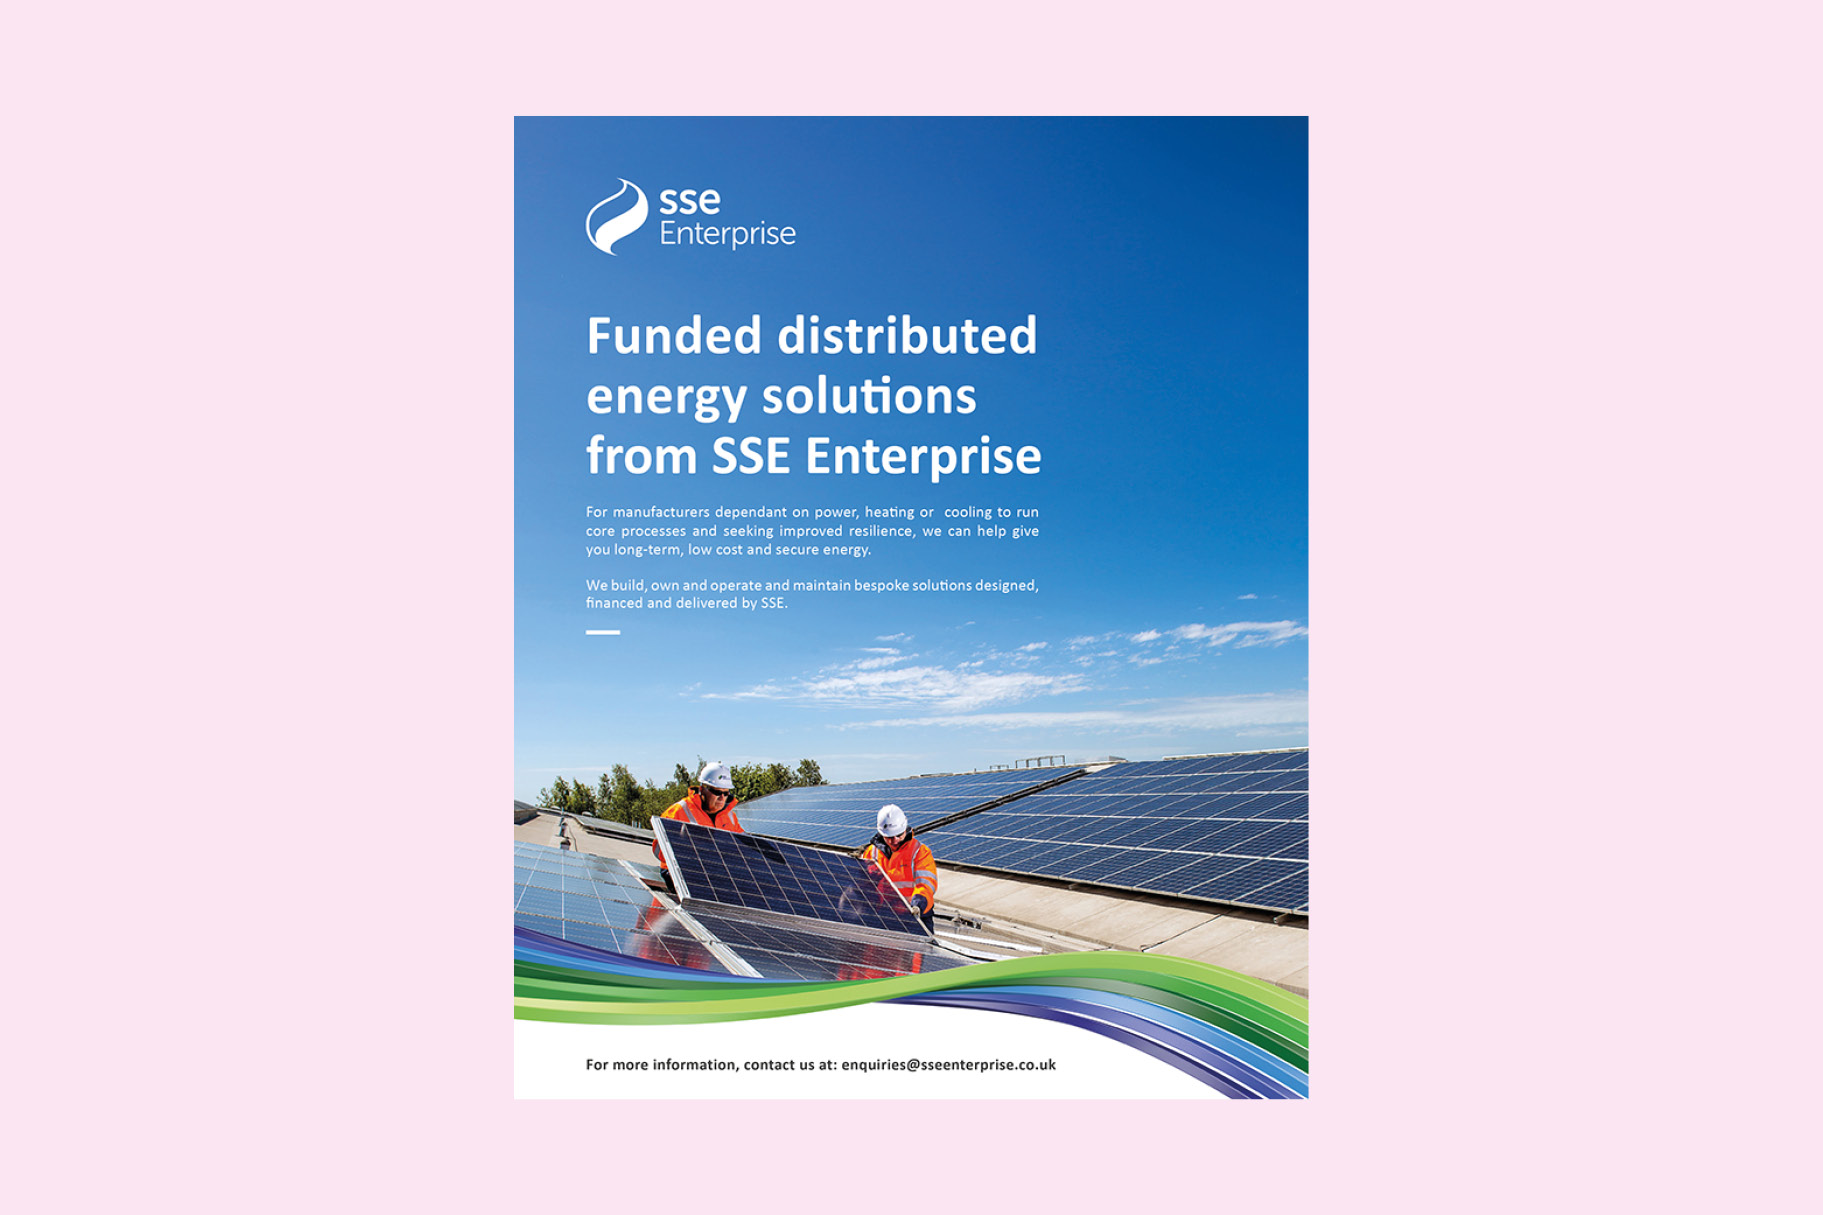 sse
Enterprise
Funded distributed
energy solutions
from SSE Enterprise
For manufacturers dependant on power, heating or cooling to run
core processes and seeking improved resilience, we can help give
you long-term, low cost and secure energy.
We build, own and operate and maintain bespoke solutions designed,
financed and delivered by SSE.
For more information, contact us at: enquiries@sseenterprise.co.uk